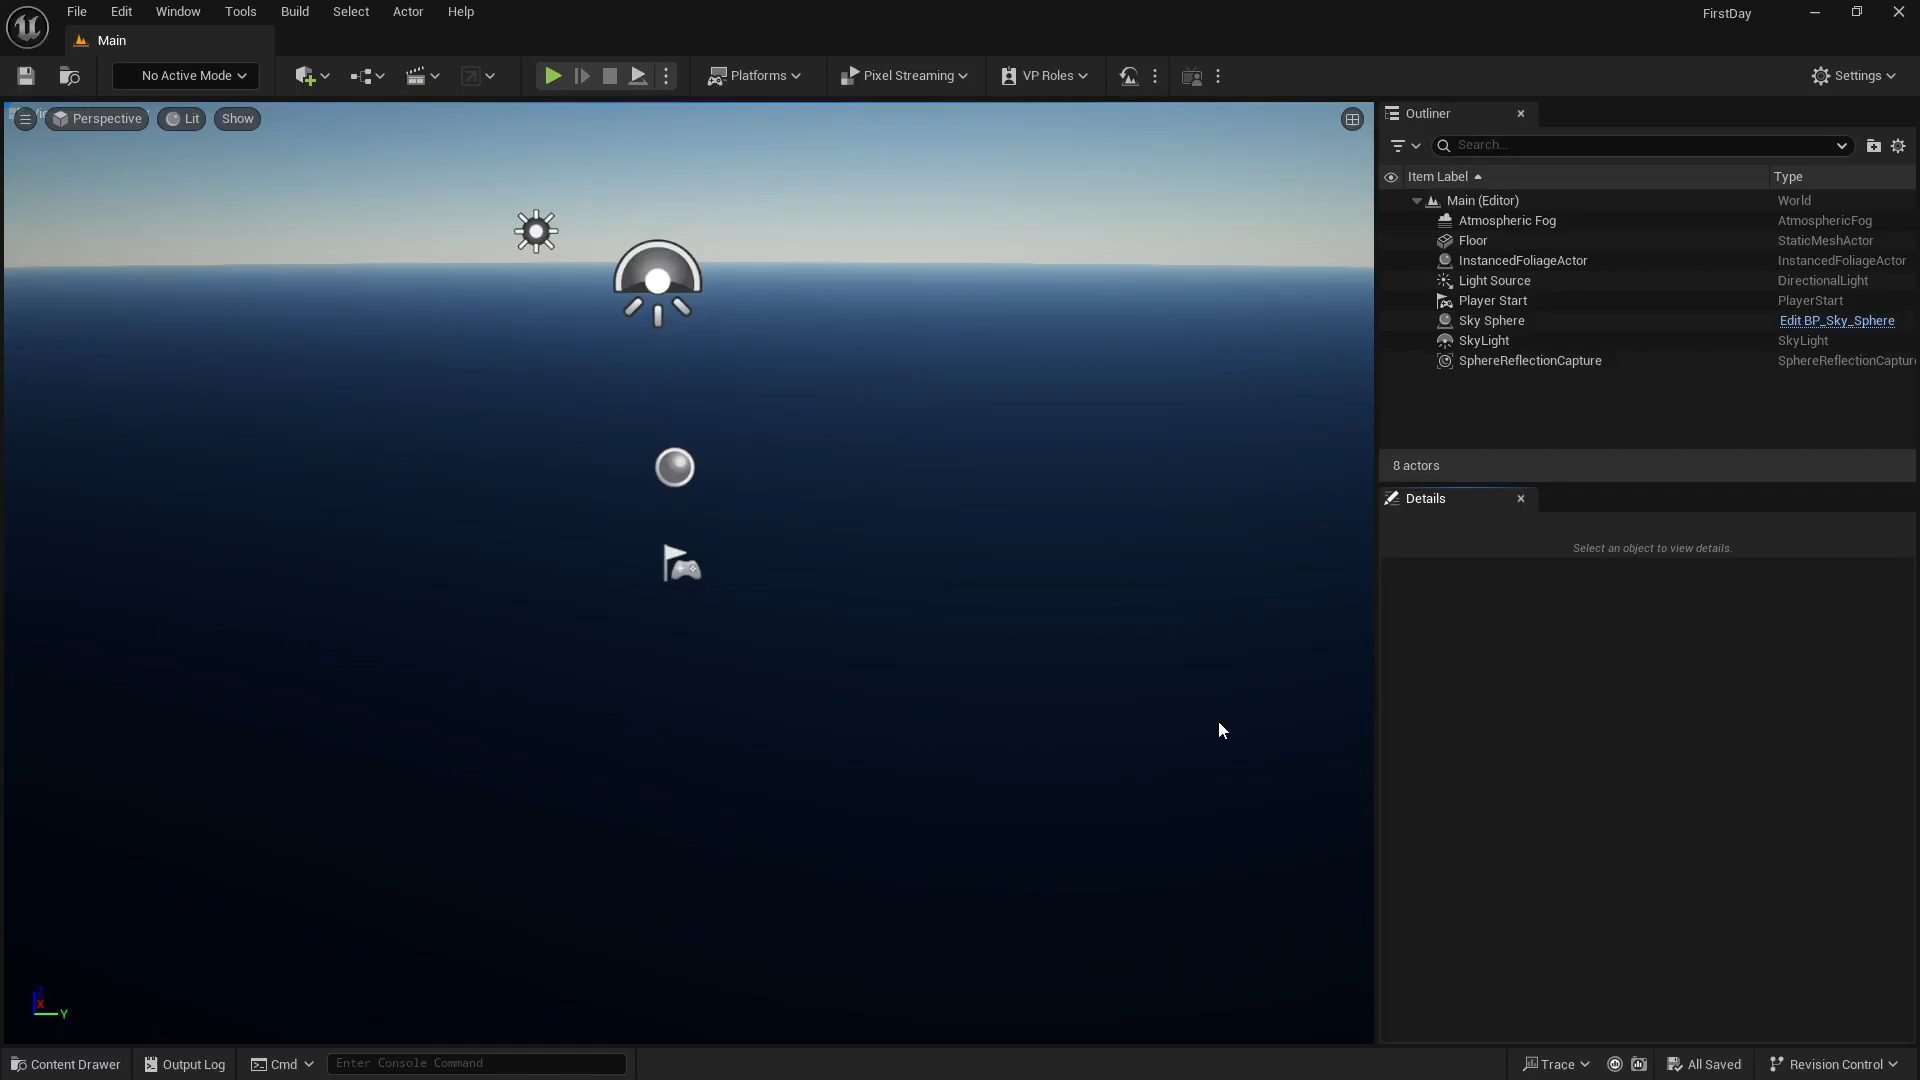 File Edit Window Tools Build Select Actor Help FirstDay
Main
No Active Mode Platforms Pixel Streaming VP Roles Settings
Perspective Lit Show
Outliner
Search...
Item Label Type
Main (Editor) World
Atmospheric Fog AtmosphericFog
Floor StaticMeshActor
InstancedFoliageActor InstancedFoliageActor
Light Source DirectionalLight
Player Start PlayerStart
Sky Sphere Edit BP_Sky_Sphere
SkyLight SkyLight
SphereReflectionCapture SphereReflectionCapture
8 actors
Details
Select an object to view details.
X
Y
Content Drawer Output Log Cmd Enter Console Command Trace All Saved Revision Control